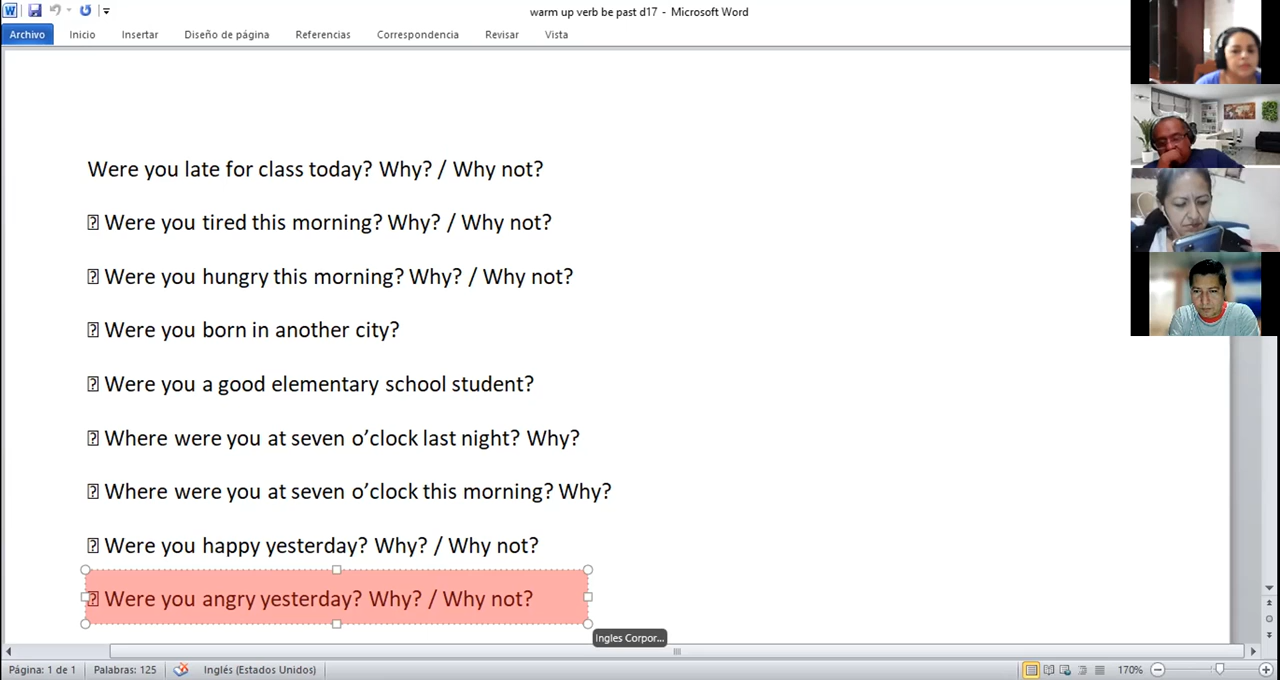 warm up verb be past d17 - Microsoft Word
Archivo Inicio Insertar Diseño de página Referencias Correspondencia Revisar Vista
Were you late for class today? Why? / Why not?
Were you tired this morning? Why? / Why not?
Were you hungry this morning? Why? / Why not?
Were you born in another city?
Were you a good elementary school student?
Where were you at seven o’clock last night? Why?
Where were you at seven o’clock this morning? Why?
Were you happy yesterday? Why? / Why not?
Were you angry yesterday? Why? / Why not?
Ingles Corpor...
Página: 1 de 1 Palabras: 125 Inglés (Estados Unidos) 170%